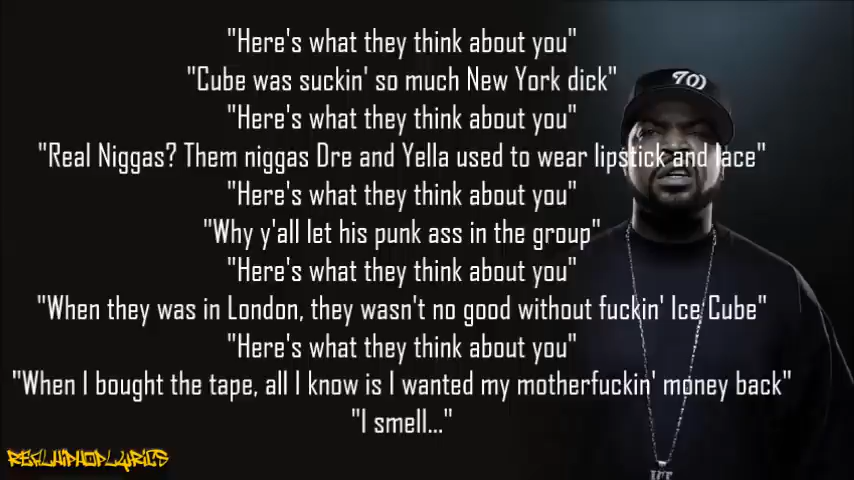 "Here's what they think about you"
"Cube was suckin' so much New York dick"
"Here's what they think about you"
"Real Niggas? Them niggas Dre and Yella used to wear lipstick and lace"
"Here's what they think about you"
"Why y'all let his punk ass in the group"
"Here's what they think about you"
"When they was in London, they wasn't no good without fuckin' Ice Cube"
"Here's what they think about you"
"When I bought the tape, all I know is I wanted my motherfuckin' money back"
"I smell..."
REALHIPHOPLYRICS